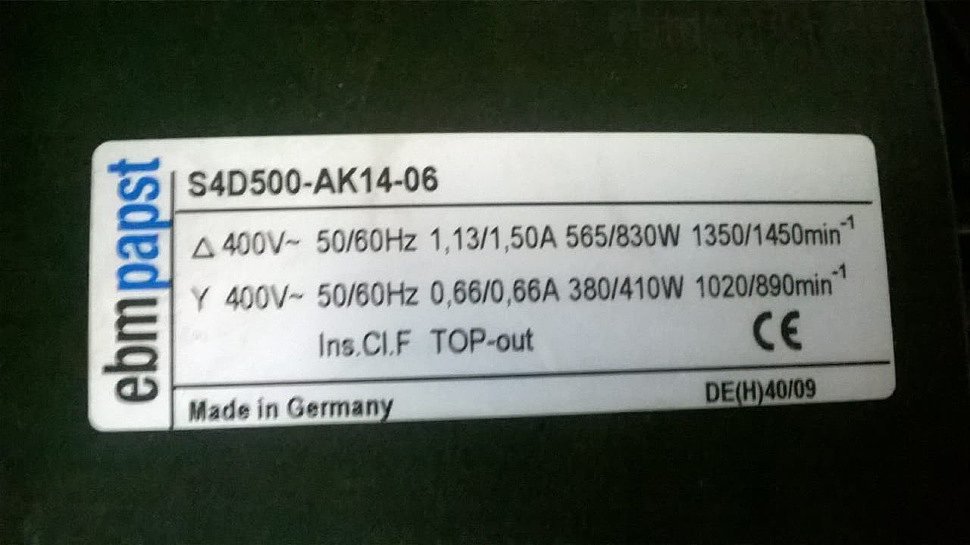 ebmpapst
S4D500-AK14-06
Δ 400V~ 50/60Hz 1,13/1,50A 565/830W 1350/1450min⁻¹
Y 400V~ 50/60Hz 0,66/0,66A 380/410W 1020/890min⁻¹
Ins.Cl.F TOP-out CE
Made in Germany DE(H)40/09